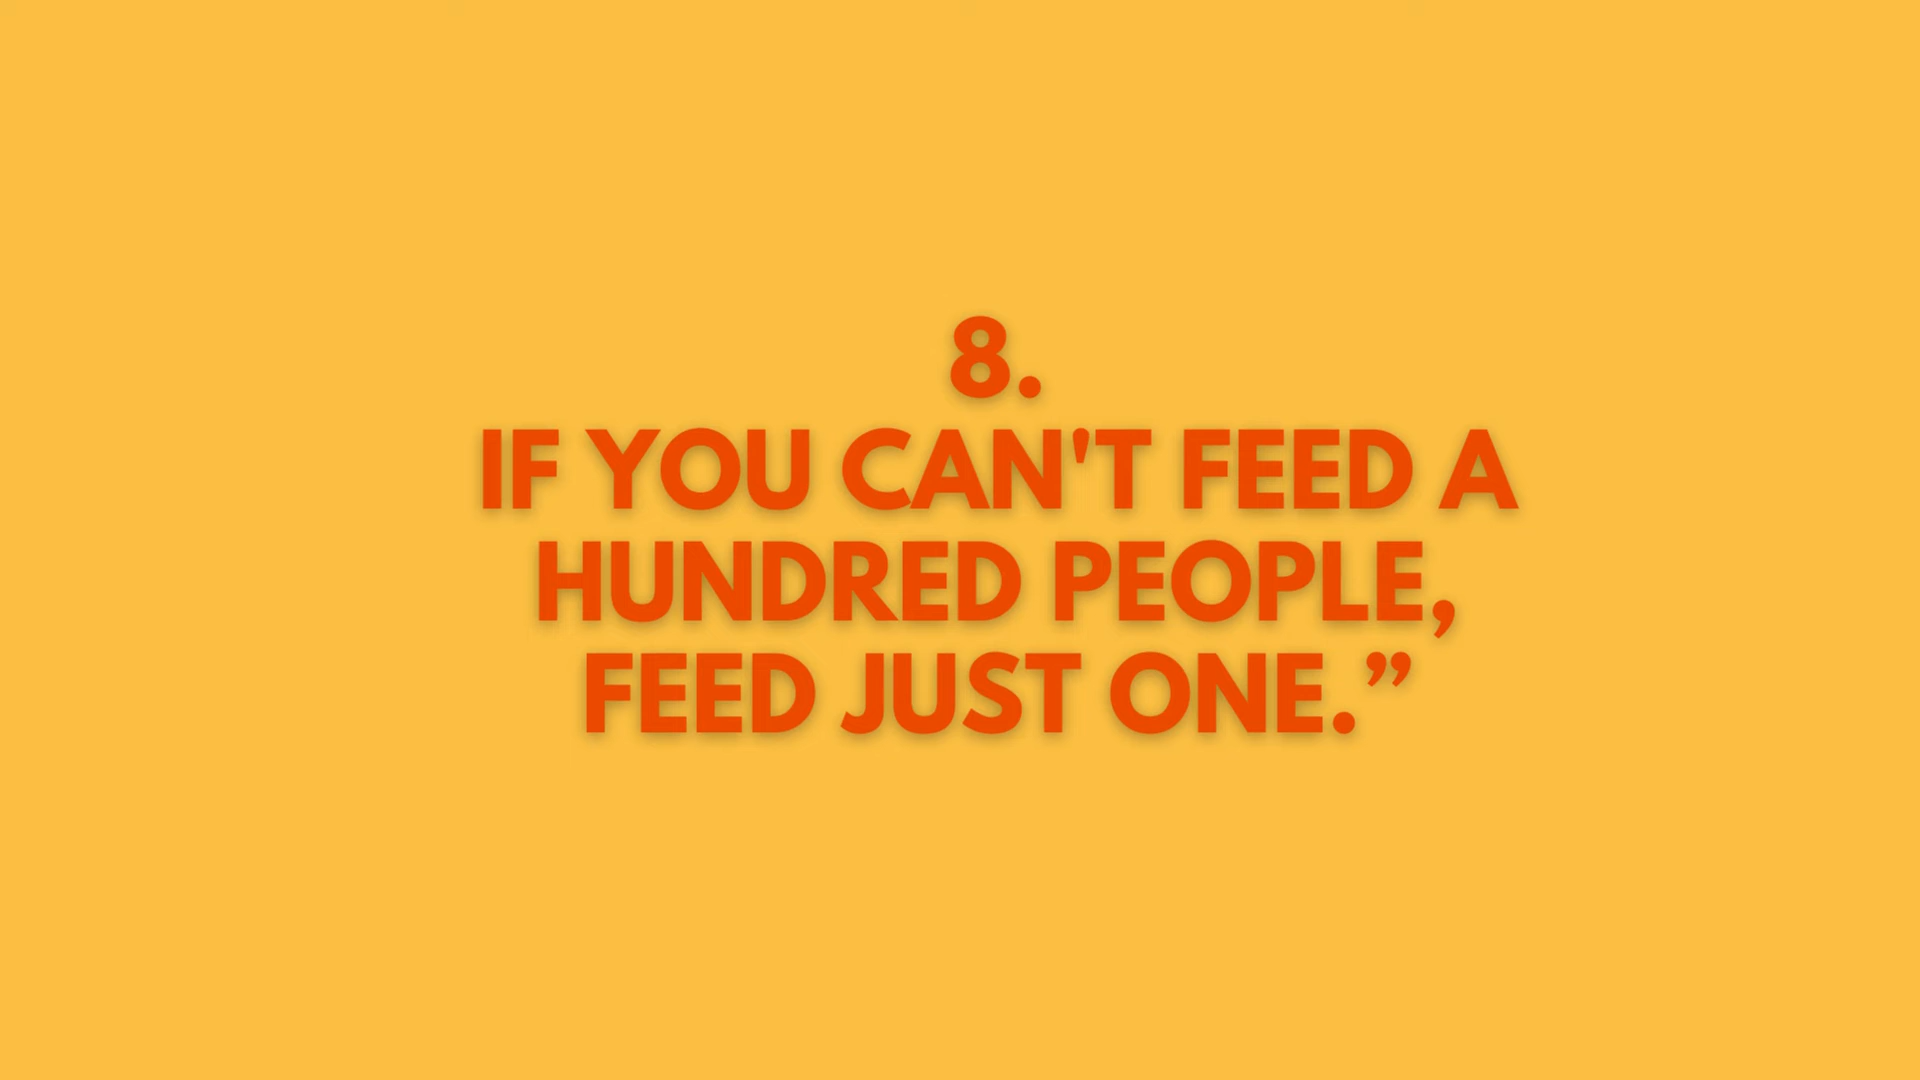 8.
IF YOU CAN'T FEED A
HUNDRED PEOPLE,
FEED JUST ONE.”